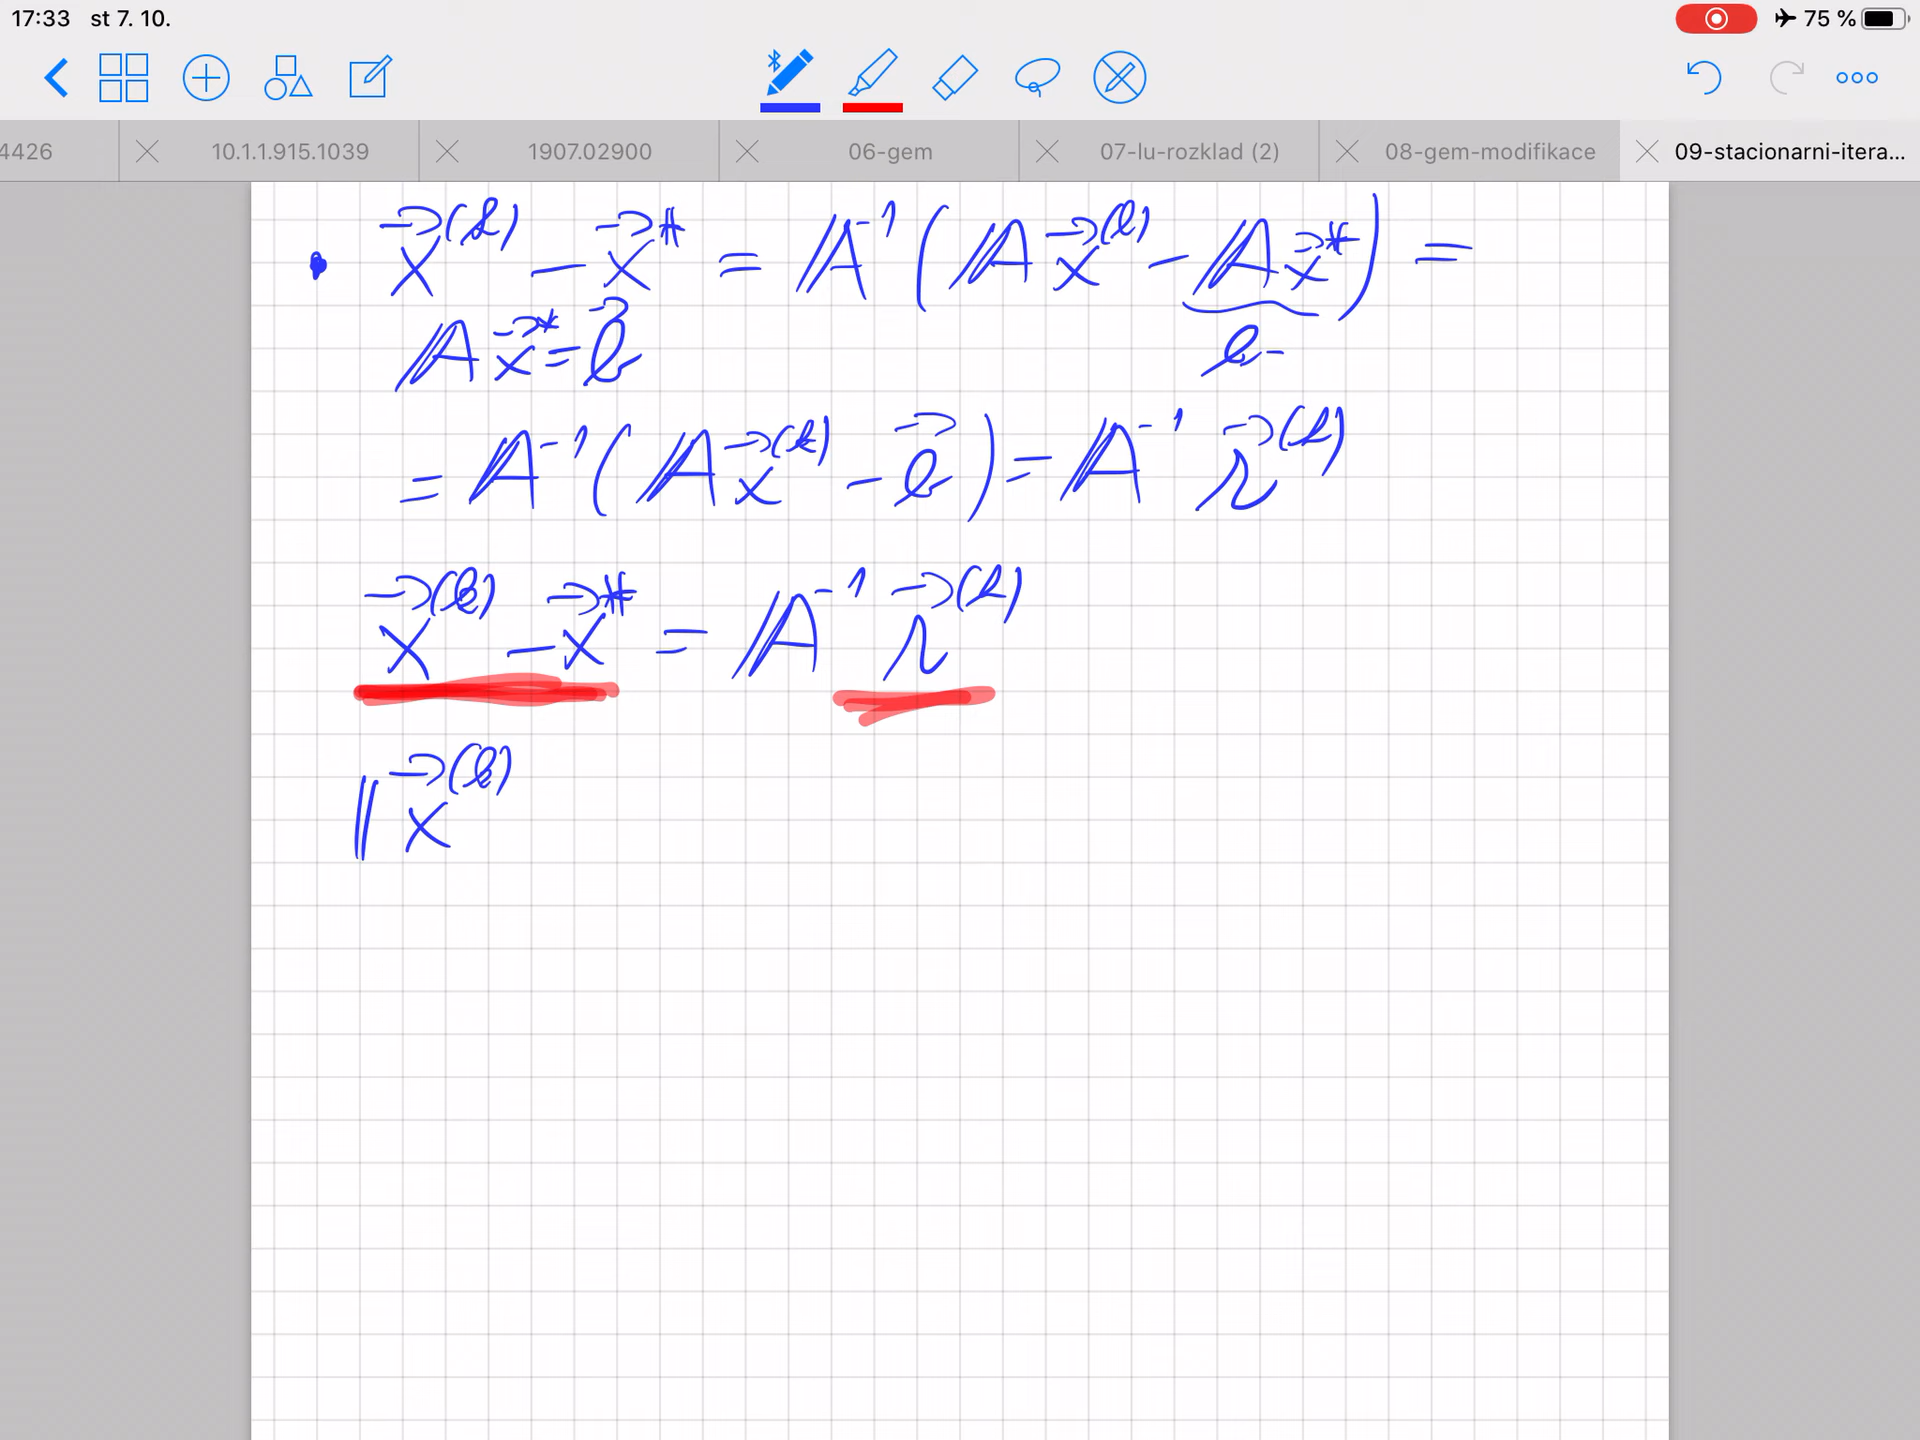 17:33 st 7. 10. 75 %
4426 10.1.1.915.1039 1907.02900 06-gem 07-lu-rozklad (2) 08-gem-modifikace 09-stacionarni-itera...
• x⃗^(k) − x⃗* = 𝔸⁻¹(𝔸x⃗^(k) − 𝔸x⃗*) =
𝔸x⃗* = b⃗ b
= 𝔸⁻¹(𝔸x⃗^(k) − b⃗) = 𝔸⁻¹ r⃗^(k)
x⃗^(k) − x⃗* = 𝔸⁻¹ r⃗^(k)
‖x⃗^(k)